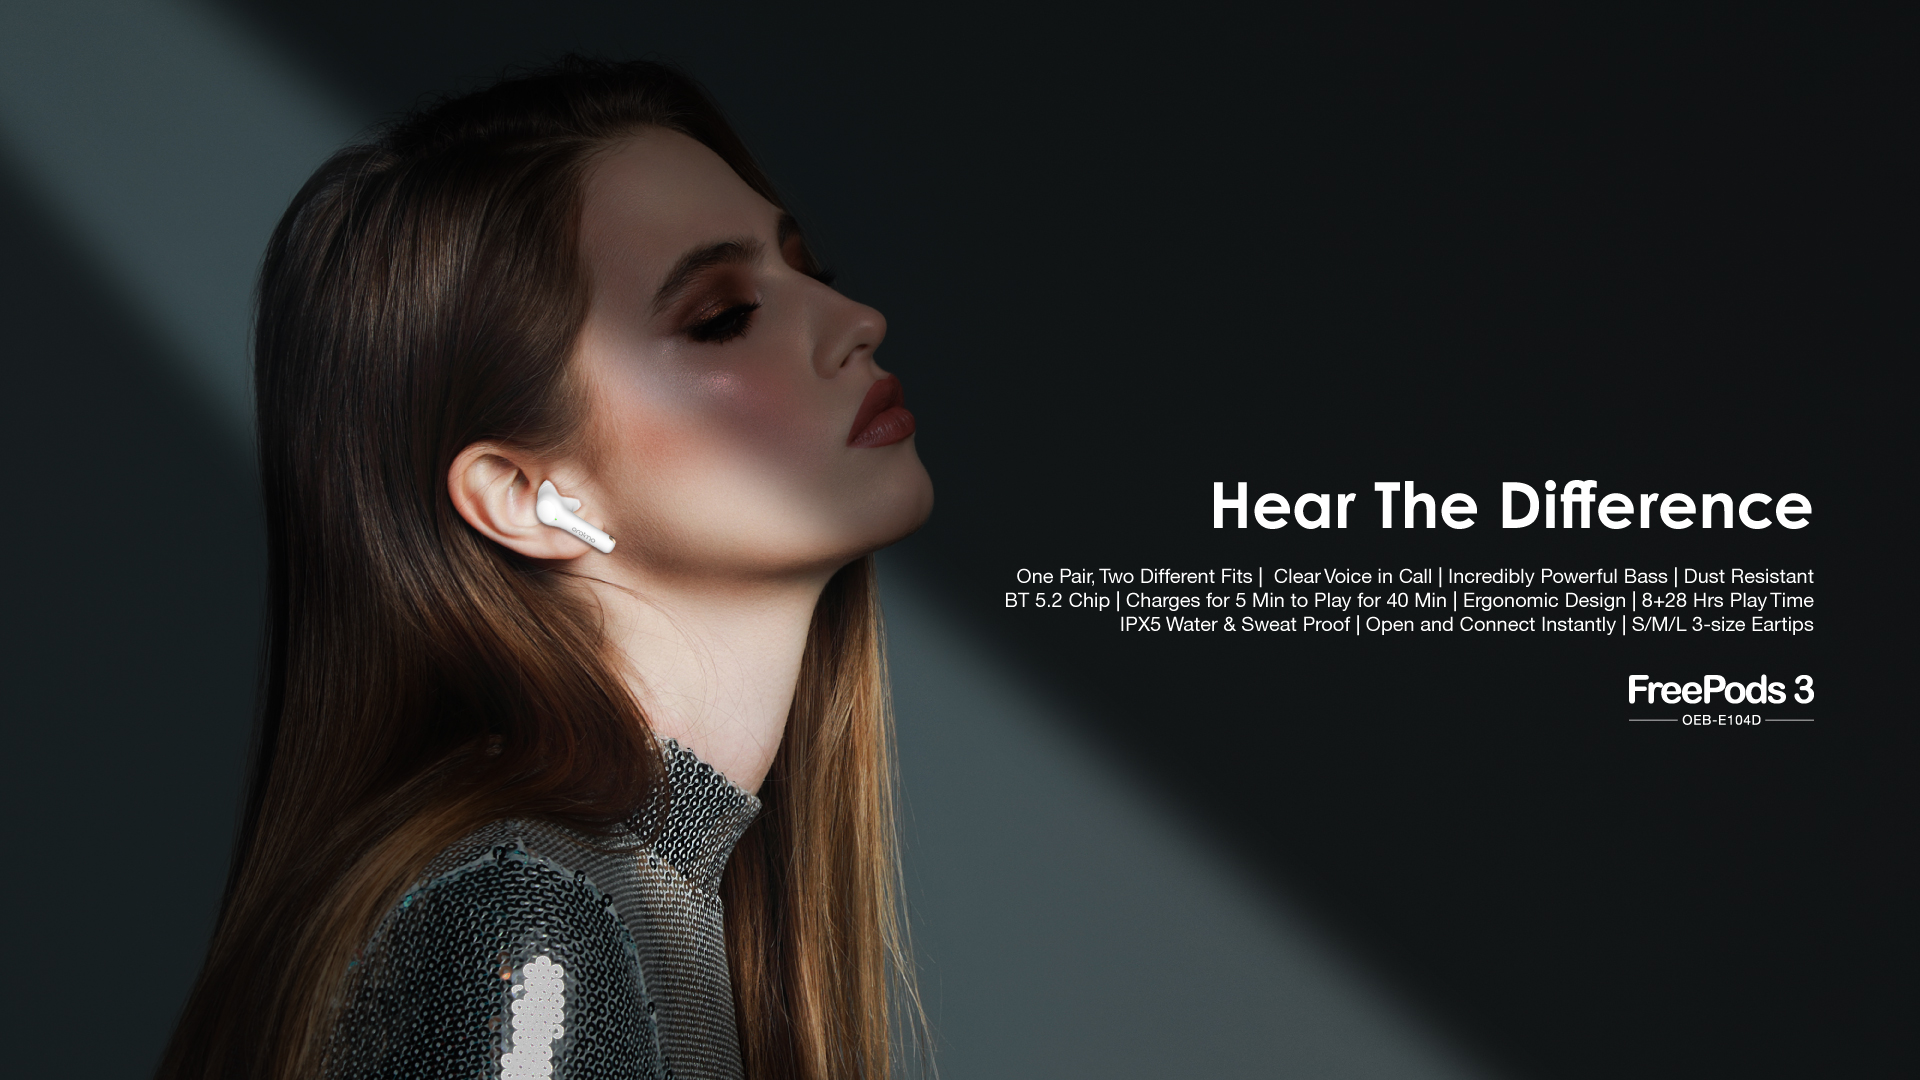 Hear The Difference
One Pair, Two Different Fits | Clear Voice in Call | Incredibly Powerful Bass | Dust Resistant
BT 5.2 Chip | Charges for 5 Min to Play for 40 Min | Ergonomic Design | 8+28 Hrs Play Time
IPX5 Water & Sweat Proof | Open and Connect Instantly | S/M/L 3-size Eartips
FreePods 3
OEB-E104D
oraimo